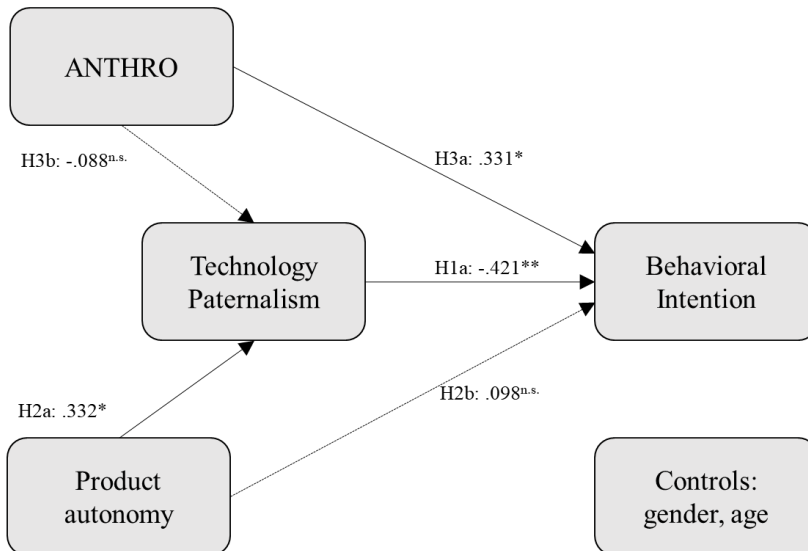 ANTHRO
H3b: -.088n.s.
H3a: .331*
Technology
Paternalism
H1a: -.421**
Behavioral
Intention
H2a: .332*
H2b: .098n.s.
Product
autonomy
Controls:
gender, age